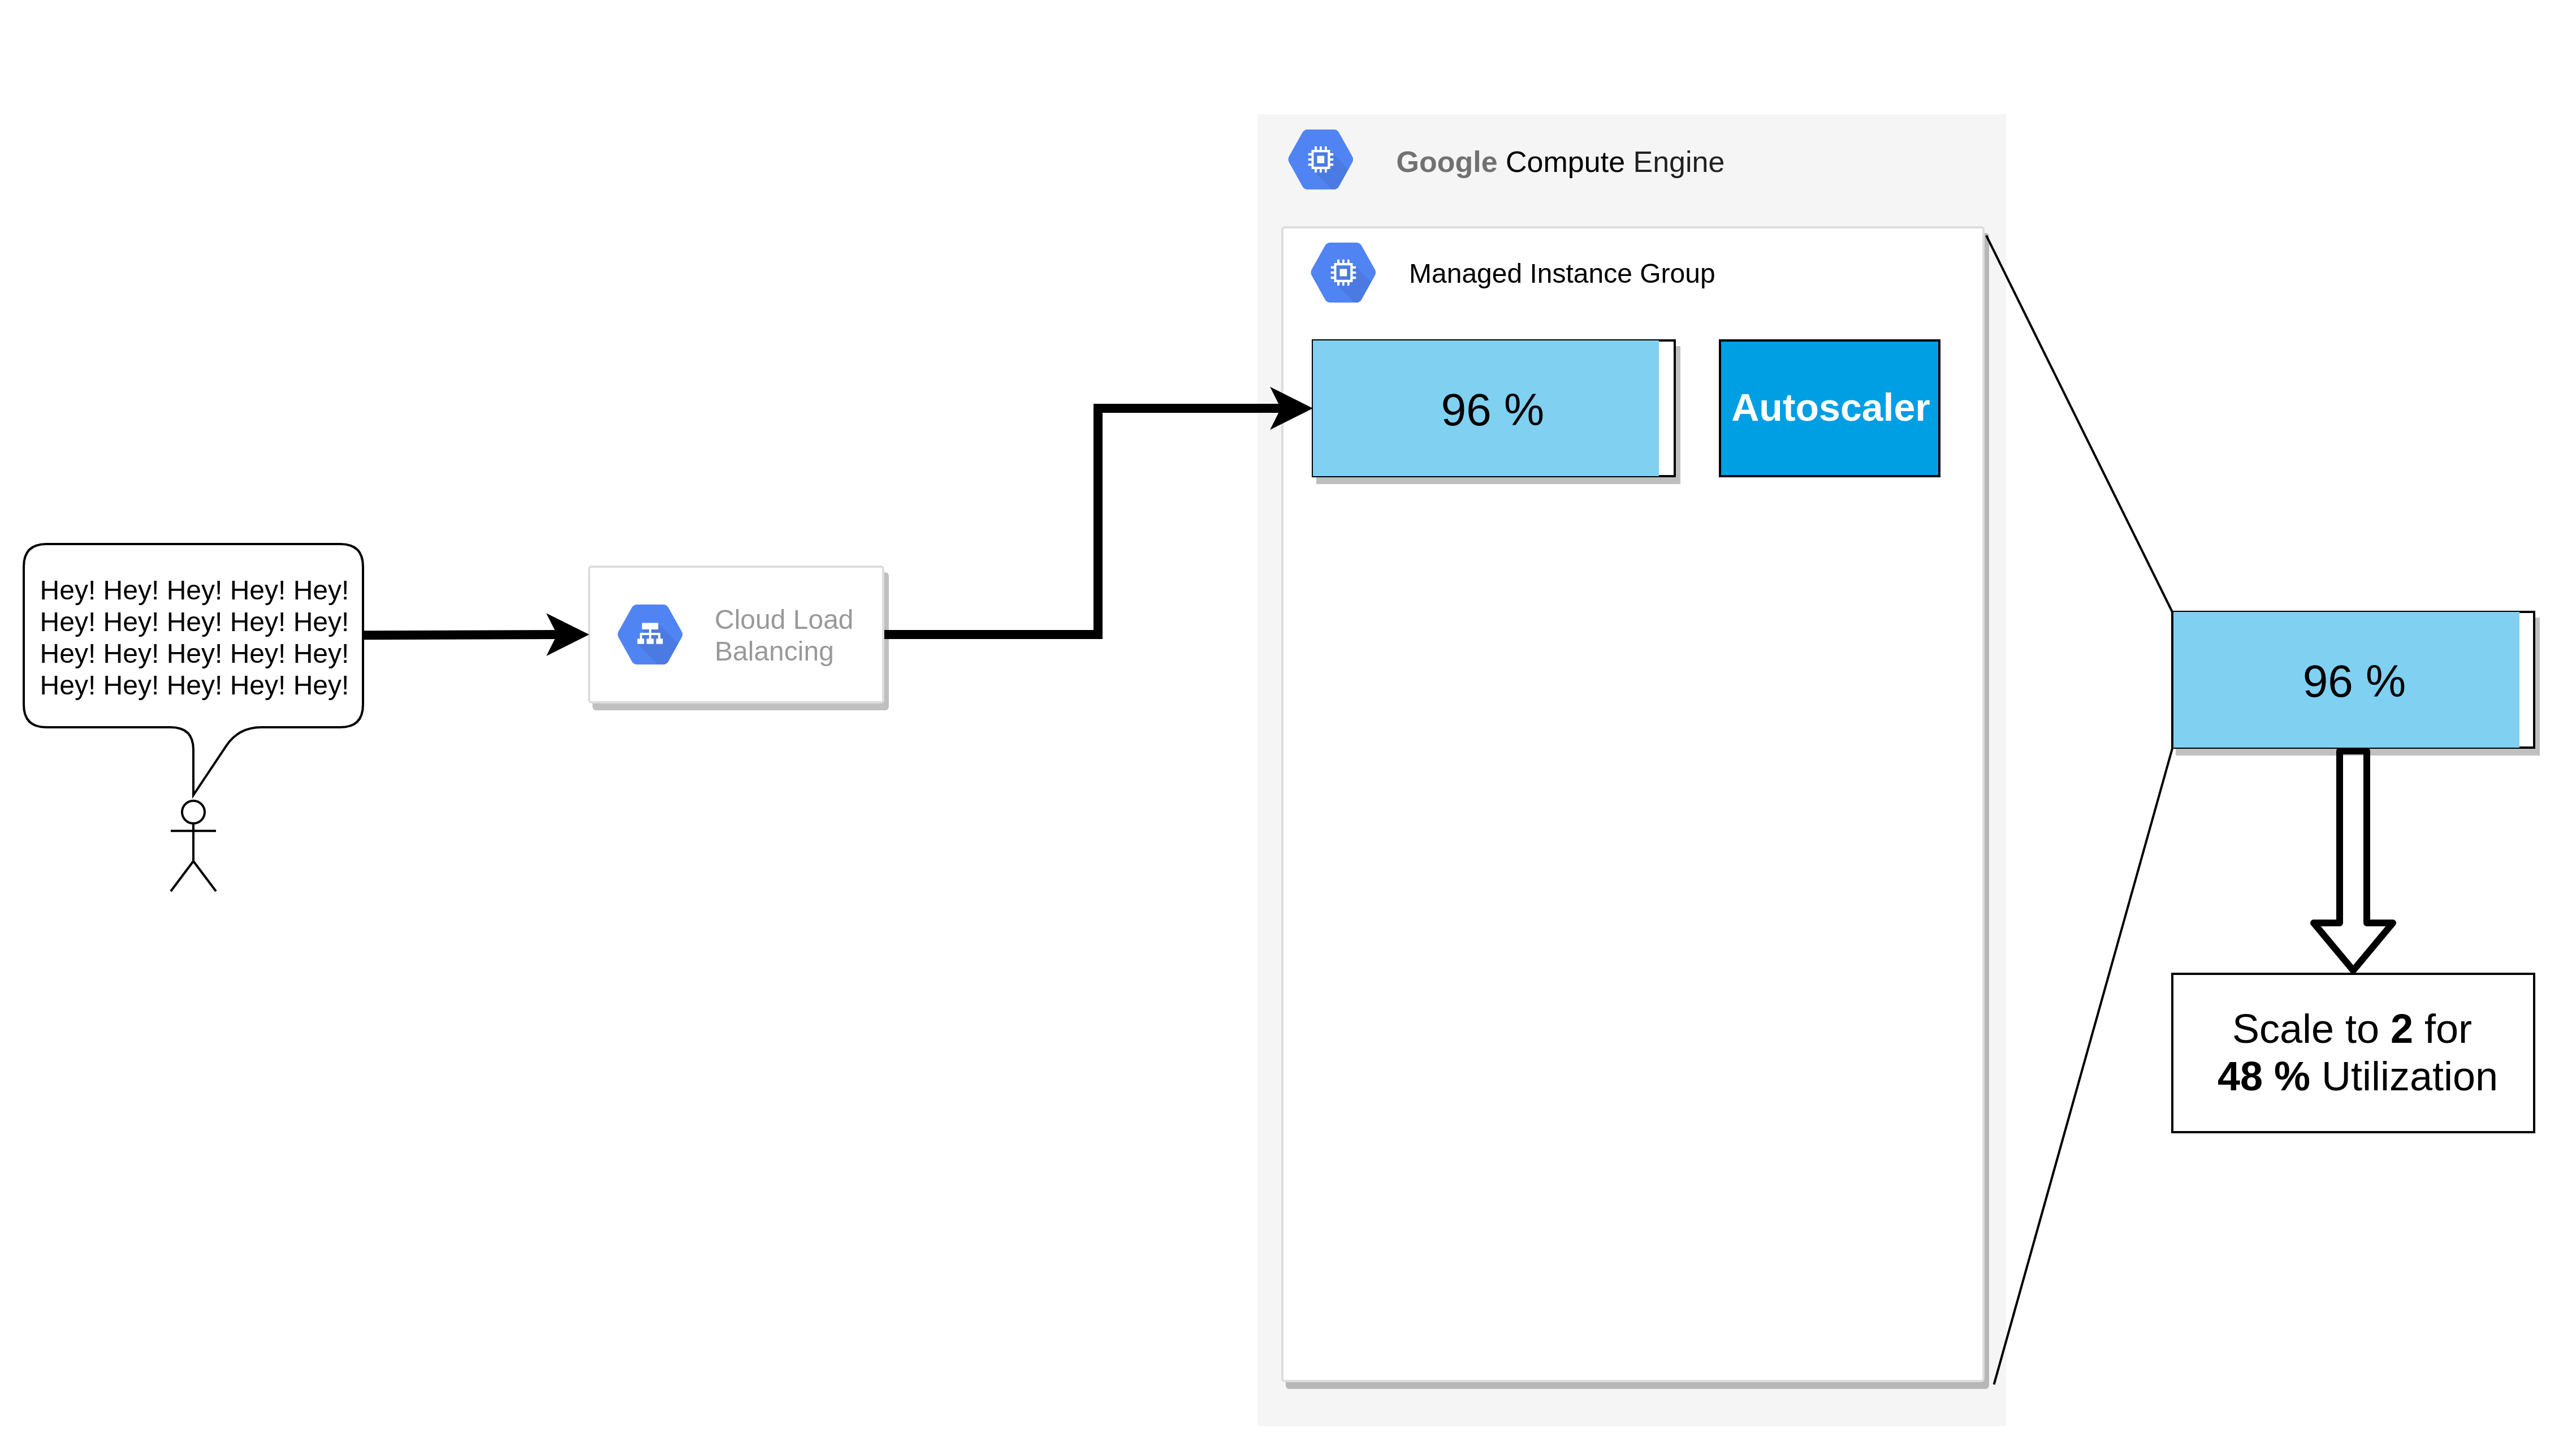 Google Compute Engine
Managed Instance Group
96 %
Autoscaler
Hey! Hey! Hey! Hey! Hey!
Hey! Hey! Hey! Hey! Hey!
Hey! Hey! Hey! Hey! Hey!
Hey! Hey! Hey! Hey! Hey!
Cloud Load
Balancing
96 %
Scale to 2 for
48 % Utilization